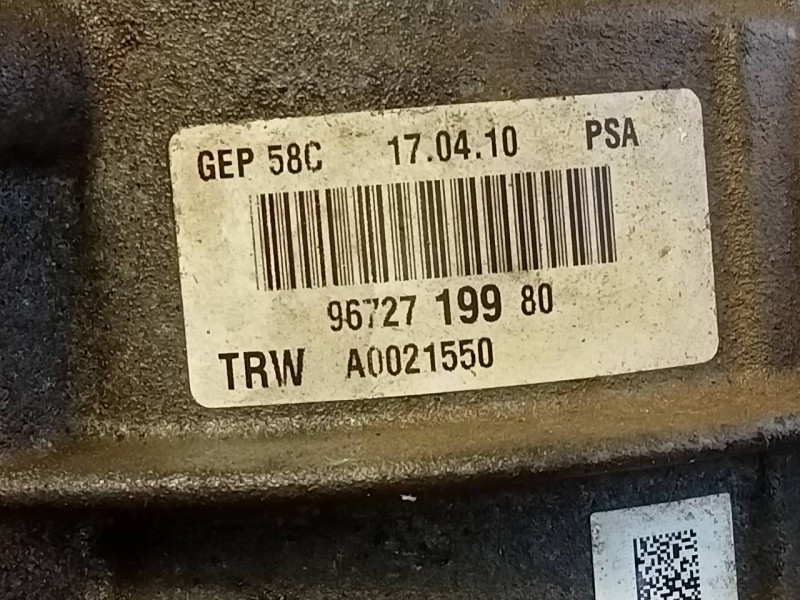 GEP 58C 17.04.10 PSA
96727 199 80
TRW A0021550